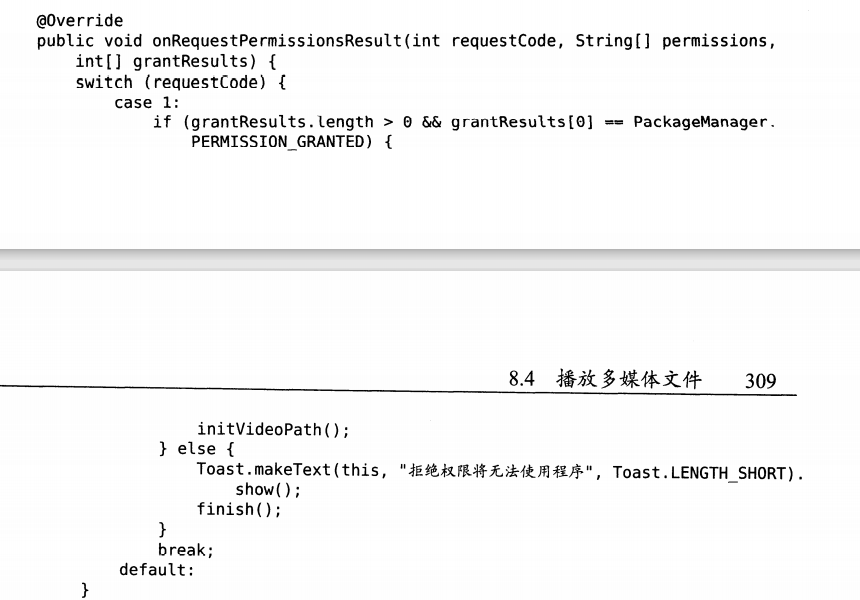 @Override
public void onRequestPermissionsResult(int requestCode, String[] permissions,
    int[] grantResults) {
    switch (requestCode) {
        case 1:
            if (grantResults.length > 0 && grantResults[0] == PackageManager.
                PERMISSION_GRANTED) {
8.4 播放多媒体文件 309
                initVideoPath();
            } else {
                Toast.makeText(this, "拒绝权限将无法使用程序", Toast.LENGTH_SHORT).
                    show();
                finish();
            }
            break;
        default:
    }